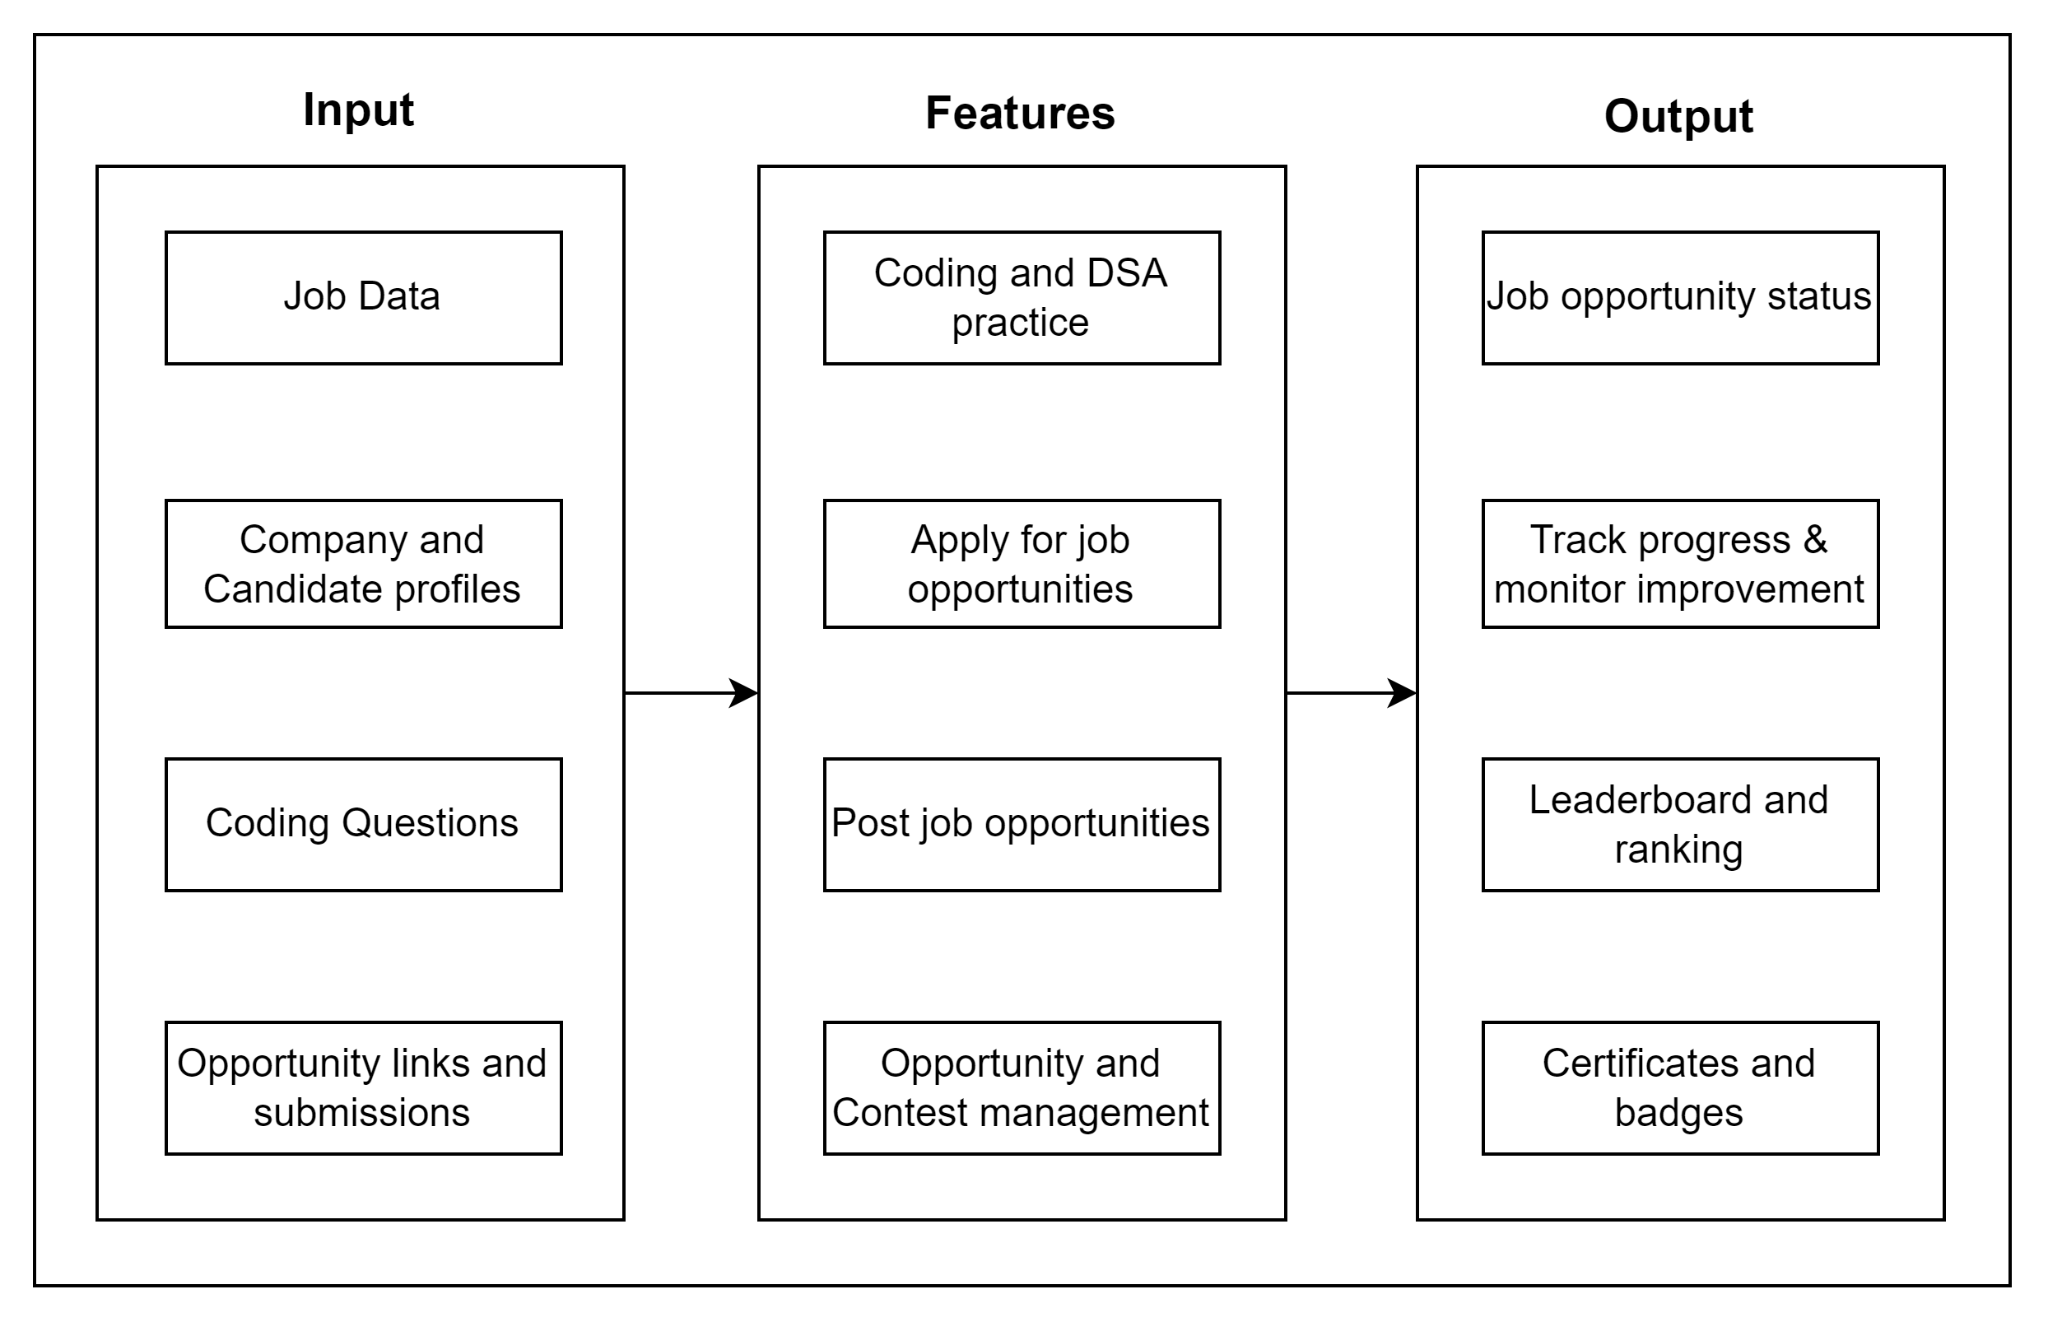 Input
Job Data
Company and
Candidate profiles
Coding Questions
Opportunity links and
submissions
Features
Coding and DSA
practice
Apply for job
opportunities
Post job opportunities
Opportunity and
Contest management
Output
Job opportunity status
Track progress &
monitor improvement
Leaderboard and
ranking
Certificates and
badges